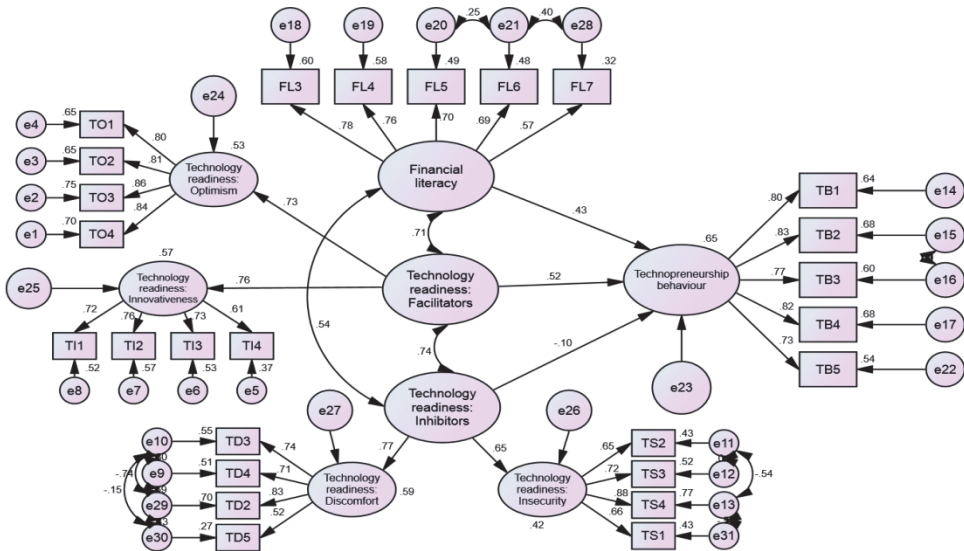 e18
e19
e20
.25
e21
.40
e28
.60
.58
.49
.48
.32
FL3
FL4
FL5
FL6
FL7
.78
.76
.70
.69
.57
e24
.53
e4
.65
TO1
.80
e3
.65
TO2
.81
e2
.75
TO3
.86
e1
.70
TO4
.84
Technology
readiness:
Optimism
Financial
literacy
.73
.43
.71
.57
e25
Technology
readiness:
Innovativeness
.76
Technology
readiness:
Facilitators
.52
.65
Technopreneurship
behaviour
.72
.76
.73
.61
TI1
TI2
TI3
TI4
.52
.57
.53
.37
e8
e7
e6
e5
.54
.74
-.10
Technology
readiness:
Inhibitors
.80
TB1
.64
e14
.83
TB2
.68
e15
.77
TB3
.60
e16
.82
TB4
.68
e17
.73
TB5
.54
e22
e23
e27
e26
.77
.65
e10
.55
TD3
.74
e9
.51
TD4
.71
e29
.70
TD2
.83
e30
.27
TD5
.52
-.74
-.15
Technology
readiness:
Discomfort
.59
Technology
readiness:
Insecurity
.42
.65
TS2
.43
e11
.72
TS3
.52
e12
.88
TS4
.77
e13
.66
TS1
.43
e31
-.54